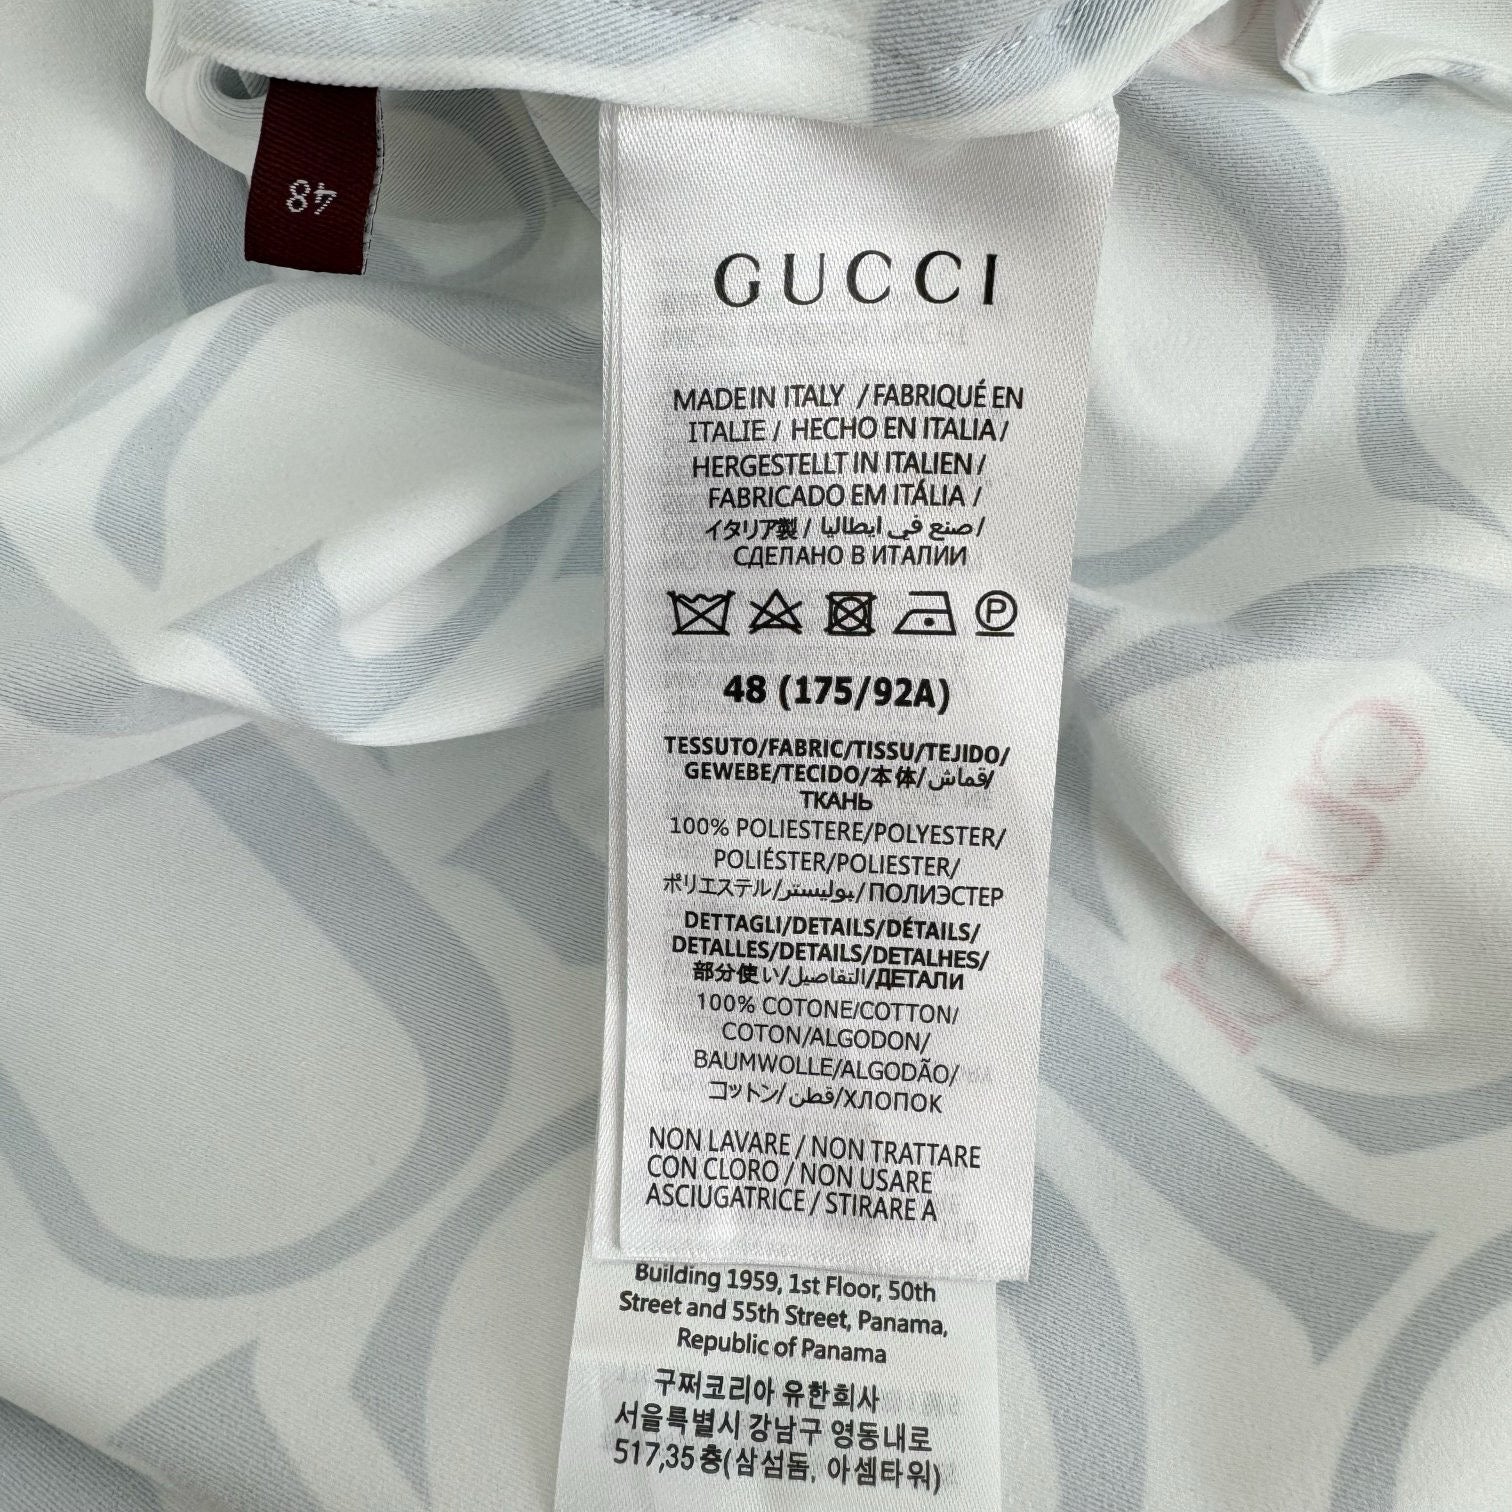 48
GUCCI
MADE IN ITALY / FABRIQUÉ EN
ITALIE / HECHO EN ITALIA /
HERGESTELLT IN ITALIEN /
FABRICADO EM ITÁLIA /
イタリア製 / صنع في ايطاليا /
СДЕЛАНО В ИТАЛИИ
P
48 (175/92A)
TESSUTO/FABRIC/TISSU/TEJIDO/
GEWEBE/TECIDO/本体/قماش/
ТКАНЬ
100% POLIESTERE/POLYESTER/
POLIÉSTER/POLIESTER/
ポリエステル/بوليستر/ПОЛИЭСТЕР
DETTAGLI/DETAILS/DÉTAILS/
DETALLES/DETAILS/DETALHES/
部分使い/التفاصيل/ДЕТАЛИ
100% COTONE/COTTON/
COTON/ALGODON/
BAUMWOLLE/ALGODÃO/
コットン/قطن/ХЛОПОК
NON LAVARE / NON TRATTARE
CON CLORO / NON USARE
ASCIUGATRICE / STIRARE A
Building 1959, 1st Floor, 50th
Street and 55th Street, Panama,
Republic of Panama
구찌코리아 유한회사
서울특별시 강남구 영동대로
517,35층(삼성동, 아셈타워)